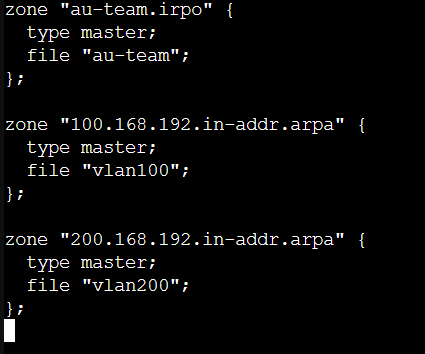 zone "au-team.irpo" {
  type master;
  file "au-team";
};

zone "100.168.192.in-addr.arpa" {
  type master;
  file "vlan100";
};

zone "200.168.192.in-addr.arpa" {
  type master;
  file "vlan200";
};